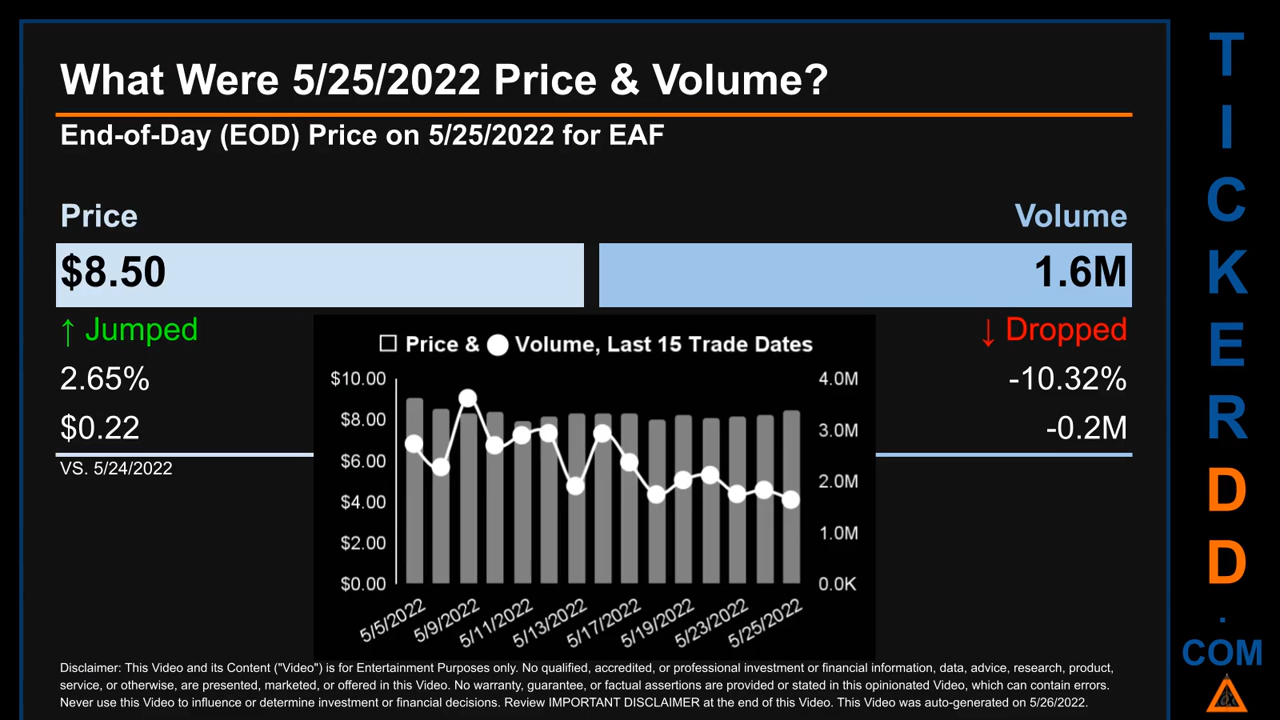 What Were 5/25/2022 Price & Volume?
End-of-Day (EOD) Price on 5/25/2022 for EAF
Price
Volume
$8.50
1.6M
↑ Jumped
↓ Dropped
2.65%
-10.32%
$0.22
-0.2M
VS. 5/24/2022
Price & Volume, Last 15 Trade Dates
$10.00
$8.00
$6.00
$4.00
$2.00
$0.00
4.0M
3.0M
2.0M
1.0M
0.0K
5/5/2022
5/9/2022
5/11/2022
5/13/2022
5/17/2022
5/19/2022
5/23/2022
5/25/2022
Disclaimer: This Video and its Content ("Video") is for Entertainment Purposes only. No qualified, accredited, or professional investment or financial information, data, advice, research, product,
service, or otherwise, are presented, marketed, or offered in this Video. No warranty, guarantee, or factual assertions are provided or stated in this opinionated Video, which can contain errors.
Never use this Video to influence or determine investment or financial decisions. Review IMPORTANT DISCLAIMER at the end of this Video. This Video was auto-generated on 5/26/2022.
T
I
C
K
E
R
D
D
.
COM